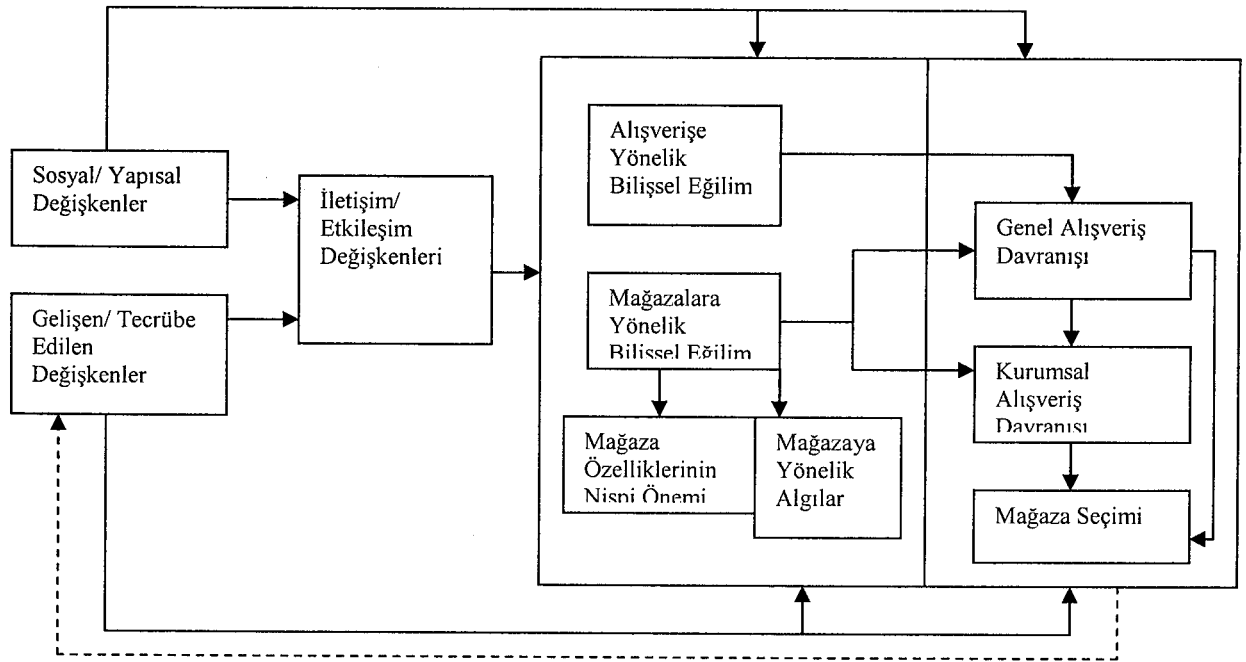 Sosyal/ Yapısal
Değişkenler
Gelişen/ Tecrübe
Edilen
Değişkenler
İletişim/
Etkileşim
Değişkenleri
Alışverişe
Yönelik
Bilişsel Eğilim
Mağazalara
Yönelik
Bilişsel Eğilim
Mağaza
Özelliklerinin
Nispi Önemi
Mağazaya
Yönelik
Algılar
Genel Alışveriş
Davranışı
Kurumsal
Alışveriş
Davranışı
Mağaza Seçimi